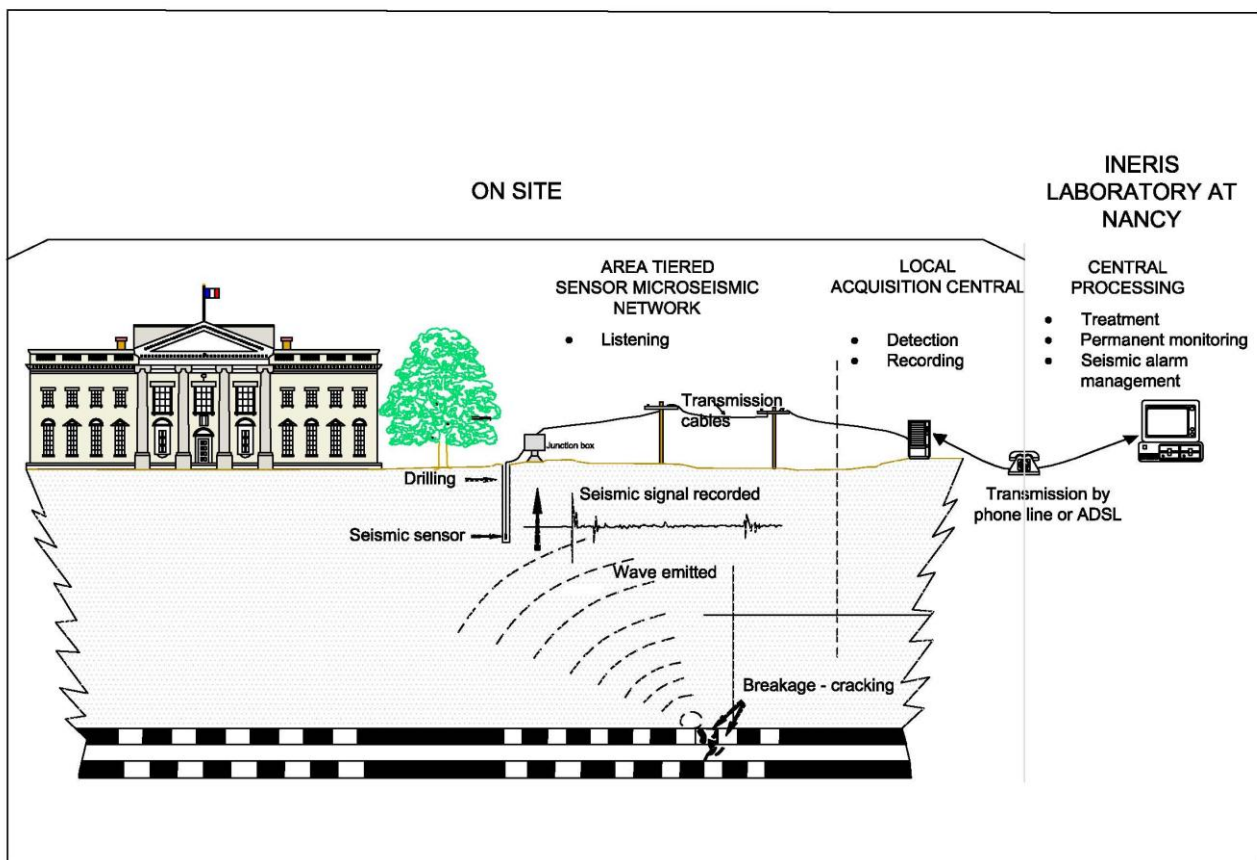 ON SITE
INERIS
LABORATORY AT
NANCY
AREA TIERED
SENSOR MICROSEISMIC
NETWORK
• Listening
LOCAL
ACQUISITION CENTRAL
• Detection
• Recording
CENTRAL
PROCESSING
• Treatment
• Permanent monitoring
• Seismic alarm
management
Transmission
cables
Junction box
Drilling
Seismic signal recorded
Transmission by
phone line or ADSL
Seismic sensor
Wave emitted
Breakage - cracking